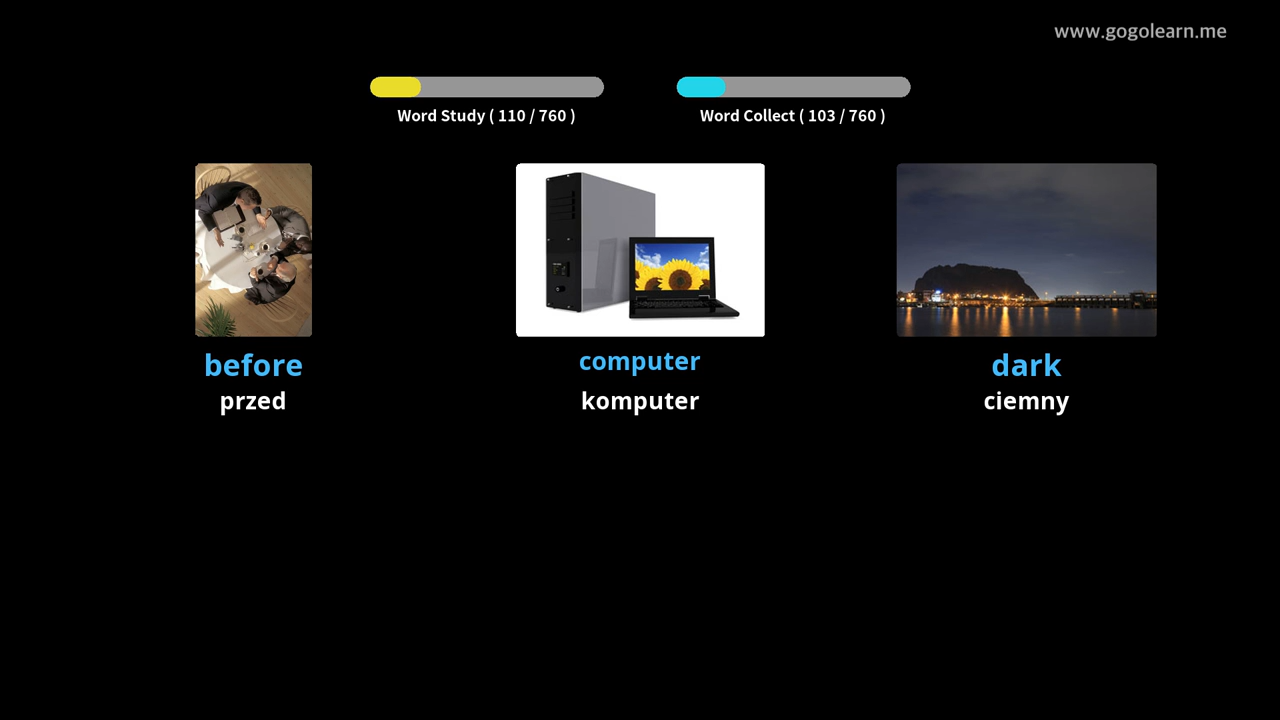 www.gogolearn.me
Word Study ( 110 / 760 )
Word Collect ( 103 / 760 )
before
computer
dark
przed
komputer
ciemny